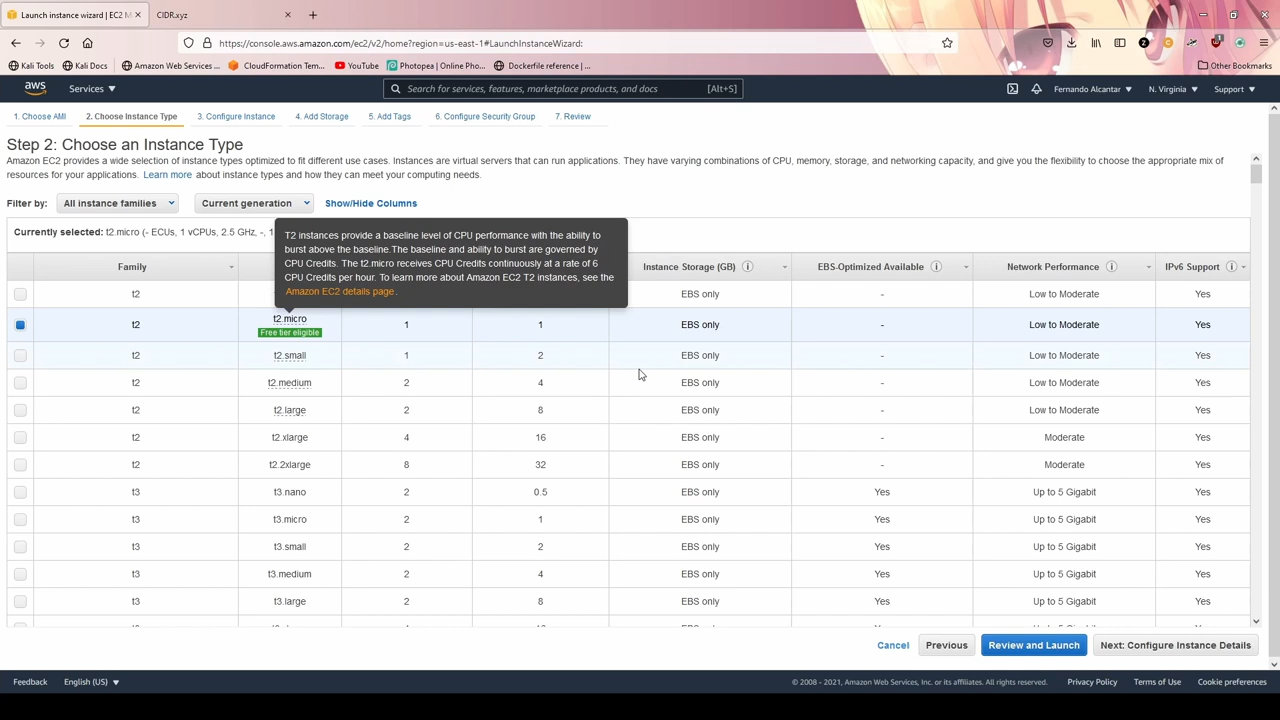 Launch instance wizard | EC2 M
CIDR.xyz
https://console.aws.amazon.com/ec2/v2/home?region=us-east-1#LaunchInstanceWizard:
Kali Tools
Kali Docs
Amazon Web Services ...
CloudFormation Tem...
YouTube
Photopea | Online Pho...
Dockerfile reference | ...
Other Bookmarks
aws
Services
Search for services, features, marketplace products, and docs
[Alt+S]
Fernando Alcantar
N. Virginia
Support
1. Choose AMI
2. Choose Instance Type
3. Configure Instance
4. Add Storage
5. Add Tags
6. Configure Security Group
7. Review
Step 2: Choose an Instance Type
Amazon EC2 provides a wide selection of instance types optimized to fit different use cases. Instances are virtual servers that can run applications. They have varying combinations of CPU, memory, storage, and networking capacity, and give you the flexibility to choose the appropriate mix of
resources for your applications. Learn more about instance types and how they can meet your computing needs.
Filter by:
All instance families
Current generation
Show/Hide Columns
Currently selected: t2.micro (- ECUs, 1 vCPUs, 2.5 GHz, -, 1
T2 instances provide a baseline level of CPU performance with the ability to
burst above the baseline.The baseline and ability to burst are governed by
CPU Credits. The t2.micro receives CPU Credits continuously at a rate of 6
CPU Credits per hour. To learn more about Amazon EC2 T2 instances, see the
Amazon EC2 details page.
Family Instance Storage (GB) EBS-Optimized Available Network Performance IPv6 Support
t2 EBS only - Low to Moderate Yes
t2 t2.micro 1 1 EBS only - Low to Moderate Yes
Free tier eligible
t2 t2.small 1 2 EBS only - Low to Moderate Yes
t2 t2.medium 2 4 EBS only - Low to Moderate Yes
t2 t2.large 2 8 EBS only - Low to Moderate Yes
t2 t2.xlarge 4 16 EBS only - Moderate Yes
t2 t2.2xlarge 8 32 EBS only - Moderate Yes
t3 t3.nano 2 0.5 EBS only Yes Up to 5 Gigabit Yes
t3 t3.micro 2 1 EBS only Yes Up to 5 Gigabit Yes
t3 t3.small 2 2 EBS only Yes Up to 5 Gigabit Yes
t3 t3.medium 2 4 EBS only Yes Up to 5 Gigabit Yes
t3 t3.large 2 8 EBS only Yes Up to 5 Gigabit Yes
Cancel
Previous
Review and Launch
Next: Configure Instance Details
Feedback
English (US)
© 2008 - 2021, Amazon Web Services, Inc. or its affiliates. All rights reserved.
Privacy Policy
Terms of Use
Cookie preferences